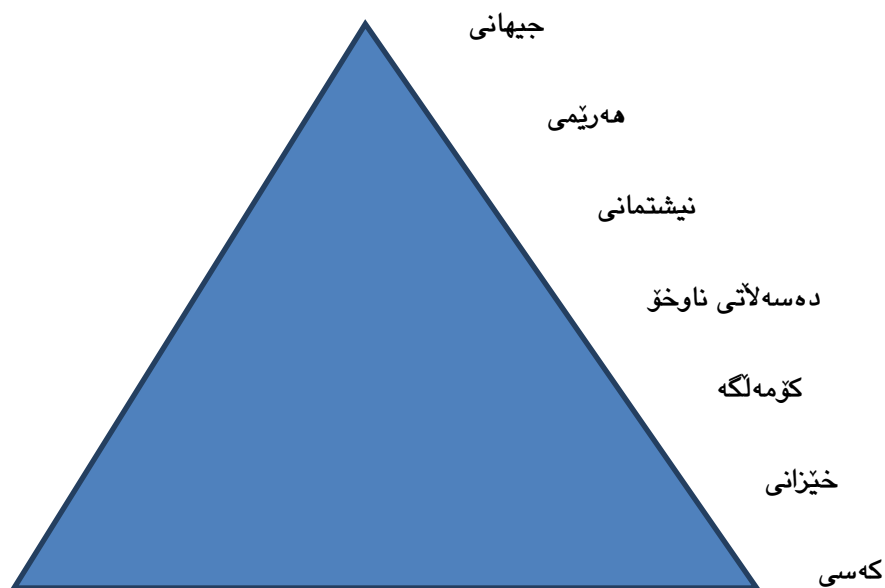 جیهانی
هەرێمی
نیشتمانی
دەسەڵاتی ناوخۆ
کۆمەڵگە
خێزانی
کەسی